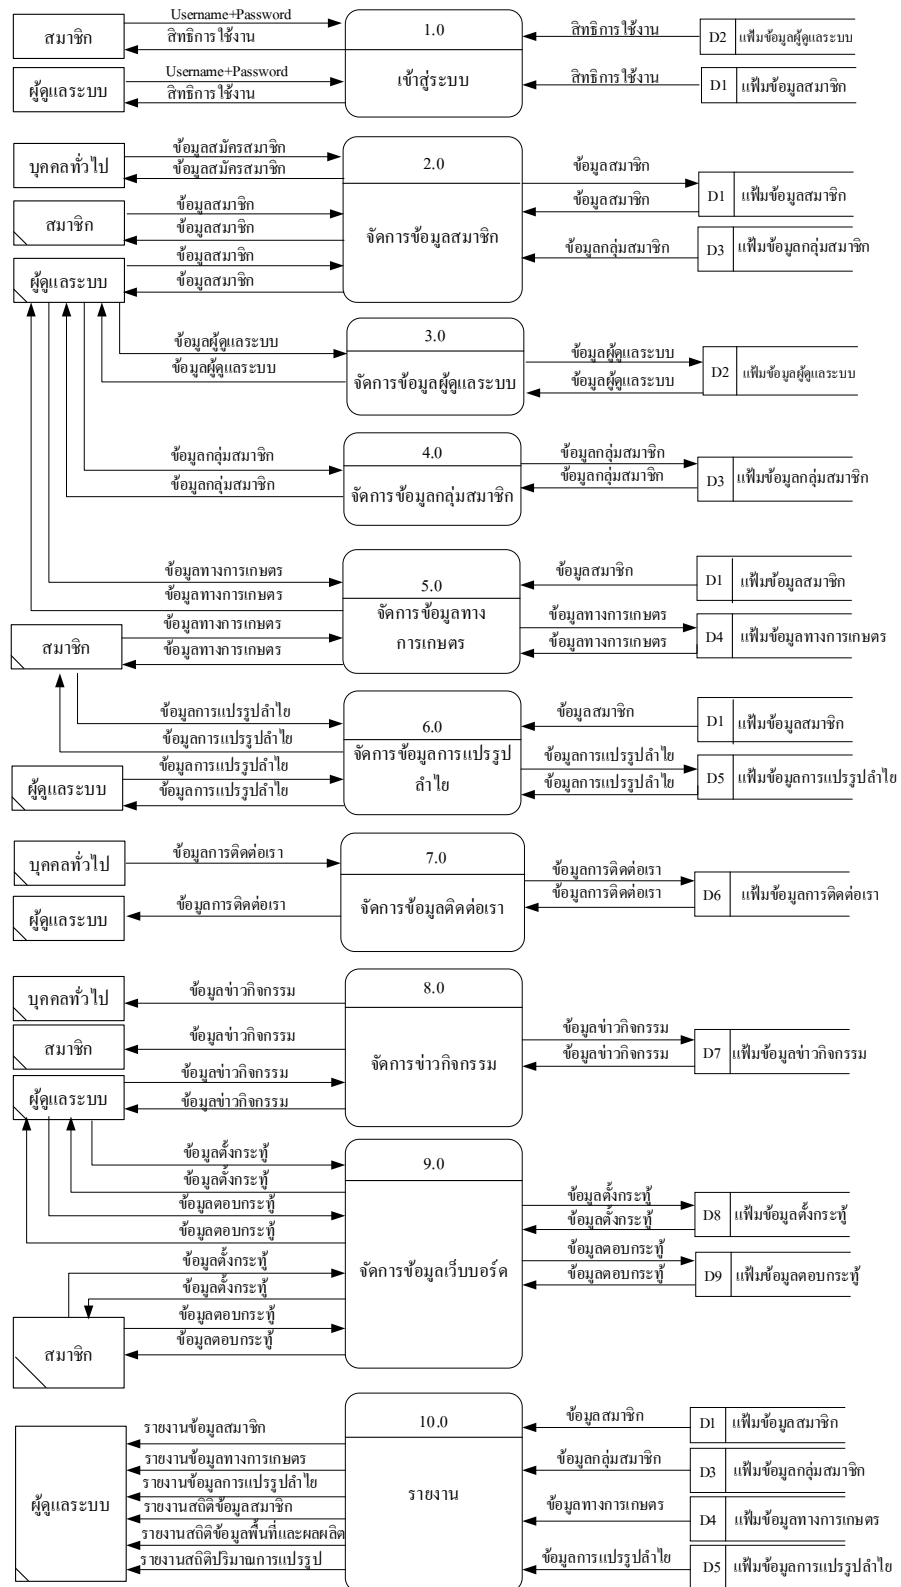 สมาชิก
Username+Password
สิทธิการใช้งาน
1.0
เข้าสู่ระบบ
สิทธิการใช้งาน
D2 แฟ้มข้อมูลผู้ดูแลระบบ
ผู้ดูแลระบบ
Username+Password
สิทธิการใช้งาน
สิทธิการใช้งาน
D1 แฟ้มข้อมูลสมาชิก
บุคคลทั่วไป
ข้อมูลสมัครสมาชิก
ข้อมูลสมัครสมาชิก
สมาชิก
ข้อมูลสมาชิก
ข้อมูลสมาชิก
ผู้ดูแลระบบ
ข้อมูลสมาชิก
ข้อมูลสมาชิก
2.0
จัดการข้อมูลสมาชิก
ข้อมูลสมาชิก
ข้อมูลสมาชิก
D1 แฟ้มข้อมูลสมาชิก
ข้อมูลกลุ่มสมาชิก
D3 แฟ้มข้อมูลกลุ่มสมาชิก
ข้อมูลผู้ดูแลระบบ
ข้อมูลผู้ดูแลระบบ
3.0
จัดการข้อมูลผู้ดูแลระบบ
ข้อมูลผู้ดูแลระบบ
ข้อมูลผู้ดูแลระบบ
D2 แฟ้มข้อมูลผู้ดูแลระบบ
ข้อมูลกลุ่มสมาชิก
ข้อมูลกลุ่มสมาชิก
4.0
จัดการข้อมูลกลุ่มสมาชิก
ข้อมูลกลุ่มสมาชิก
ข้อมูลกลุ่มสมาชิก
D3 แฟ้มข้อมูลกลุ่มสมาชิก
ข้อมูลทางการเกษตร
ข้อมูลทางการเกษตร
สมาชิก
ข้อมูลทางการเกษตร
ข้อมูลทางการเกษตร
5.0
จัดการข้อมูลทาง
การเกษตร
ข้อมูลสมาชิก
D1 แฟ้มข้อมูลสมาชิก
ข้อมูลทางการเกษตร
ข้อมูลทางการเกษตร
D4 แฟ้มข้อมูลทางการเกษตร
ข้อมูลการแปรรูปลำไย
ข้อมูลการแปรรูปลำไย
ผู้ดูแลระบบ
ข้อมูลการแปรรูปลำไย
ข้อมูลการแปรรูปลำไย
6.0
จัดการข้อมูลการแปรรูป
ลำไย
ข้อมูลสมาชิก
D1 แฟ้มข้อมูลสมาชิก
ข้อมูลการแปรรูปลำไย
ข้อมูลการแปรรูปลำไย
D5 แฟ้มข้อมูลการแปรรูปลำไย
บุคคลทั่วไป
ข้อมูลการติดต่อเรา
ผู้ดูแลระบบ
ข้อมูลการติดต่อเรา
7.0
จัดการข้อมูลติดต่อเรา
ข้อมูลการติดต่อเรา
ข้อมูลการติดต่อเรา
D6 แฟ้มข้อมูลการติดต่อเรา
บุคคลทั่วไป
ข้อมูลข่าวกิจกรรม
สมาชิก
ข้อมูลข่าวกิจกรรม
ผู้ดูแลระบบ
ข้อมูลข่าวกิจกรรม
ข้อมูลข่าวกิจกรรม
8.0
จัดการข่าวกิจกรรม
ข้อมูลข่าวกิจกรรม
ข้อมูลข่าวกิจกรรม
D7 แฟ้มข้อมูลข่าวกิจกรรม
ข้อมูลตั้งกระทู้
ข้อมูลตั้งกระทู้
ข้อมูลตอบกระทู้
ข้อมูลตอบกระทู้
ข้อมูลตั้งกระทู้
ข้อมูลตั้งกระทู้
สมาชิก
ข้อมูลตอบกระทู้
ข้อมูลตอบกระทู้
9.0
จัดการข้อมูลเว็บบอร์ด
ข้อมูลตั้งกระทู้
ข้อมูลตั้งกระทู้
D8 แฟ้มข้อมูลตั้งกระทู้
ข้อมูลตอบกระทู้
ข้อมูลตอบกระทู้
D9 แฟ้มข้อมูลตอบกระทู้
ผู้ดูแลระบบ
รายงานข้อมูลสมาชิก
รายงานข้อมูลทางการเกษตร
รายงานข้อมูลการแปรรูปลำไย
รายงานสถิติข้อมูลสมาชิก
รายงานสถิติข้อมูลพื้นที่และผลผลิต
รายงานสถิติปริมาณการแปรรูป
10.0
รายงาน
ข้อมูลสมาชิก
D1 แฟ้มข้อมูลสมาชิก
ข้อมูลกลุ่มสมาชิก
D3 แฟ้มข้อมูลกลุ่มสมาชิก
ข้อมูลทางการเกษตร
D4 แฟ้มข้อมูลทางการเกษตร
ข้อมูลการแปรรูปลำไย
D5 แฟ้มข้อมูลการแปรรูปลำไย